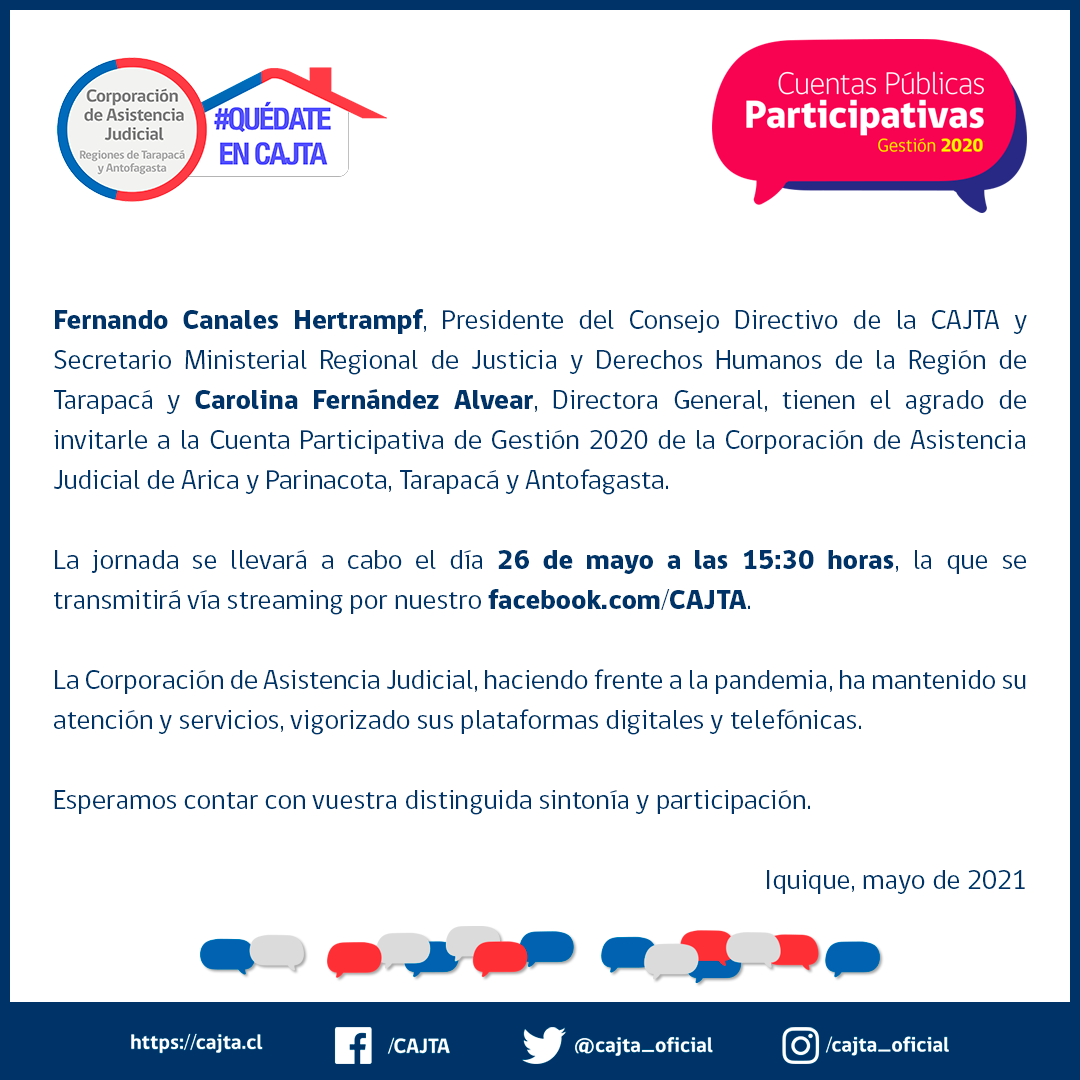 Corporación
de Asistencia
Judicial
Regiones de Tarapacá
y Antofagasta
#QUÉDATE
EN CAJTA
Cuentas Públicas
Participativas
Gestión 2020
Fernando Canales Hertrampf, Presidente del Consejo Directivo de la CAJTA y
Secretario Ministerial Regional de Justicia y Derechos Humanos de la Región de
Tarapacá y Carolina Fernández Alvear, Directora General, tienen el agrado de
invitarle a la Cuenta Participativa de Gestión 2020 de la Corporación de Asistencia
Judicial de Arica y Parinacota, Tarapacá y Antofagasta.
La jornada se llevará a cabo el día 26 de mayo a las 15:30 horas, la que se
transmitirá vía streaming por nuestro facebook.com/CAJTA.
La Corporación de Asistencia Judicial, haciendo frente a la pandemia, ha mantenido su
atención y servicios, vigorizado sus plataformas digitales y telefónicas.
Esperamos contar con vuestra distinguida sintonía y participación.
Iquique, mayo de 2021
https://cajta.cl
/CAJTA
@cajta_oficial
/cajta_oficial